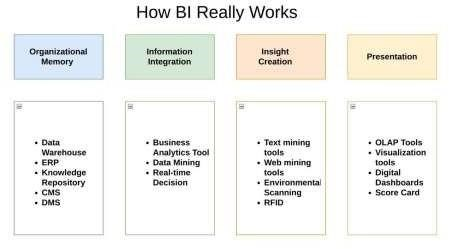 How BI Really Works
Organizational
Memory
Information
Integration
Insight
Creation
Presentation
• Data
Warehouse
• ERP
• Knowledge
Repository
• CMS
• DMS
• Business
Analytics Tool
• Data Mining
• Real-time
Decision
• Text mining
tools
• Web mining
tools
• Environmental
Scanning
• RFID
• OLAP Tools
• Visualization
tools
• Digital
Dashboards
• Score Card